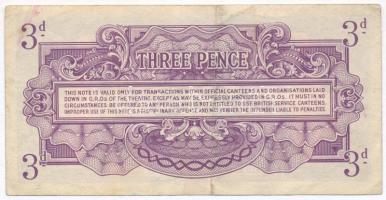 3d. 3d.
THREE PENCE
THIS NOTE IS VALID ONLY FOR TRANSACTIONS WITHIN OFFICIAL CANTEENS AND ORGANISATIONS LAID
DOWN IN G.R.Os. OF THE THEATRE. EXCEPT AS MAY BE EXPRESSLY PROVIDED IN G.R.Os. IT MUST IN NO
CIRCUMSTANCES BE OFFERED TO ANY PERSON WHO IS NOT ENTITLED TO USE BRITISH SERVICE CANTEENS.
IMPROPER USE OF THIS NOTE IS A DISCIPLINARY OFFENCE AND MAY RENDER THE OFFENDER LIABLE TO PENALTIES.
3d. 3d.